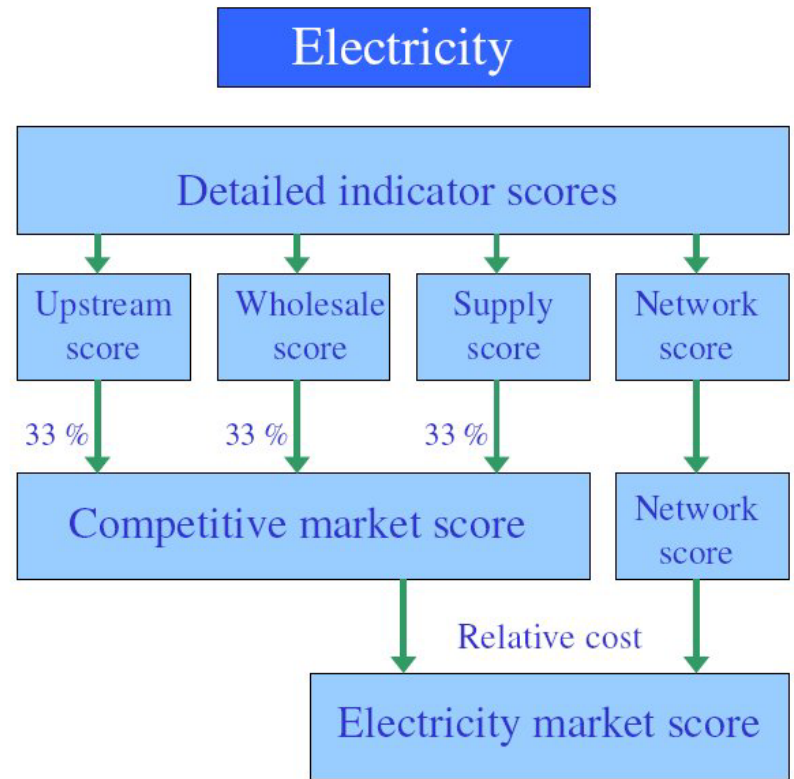 Electricity
Detailed indicator scores
Upstream
score
Wholesale
score
Supply
score
Network
score
33 %
33 %
33 %
Competitive market score
Network
score
Relative cost
Electricity market score